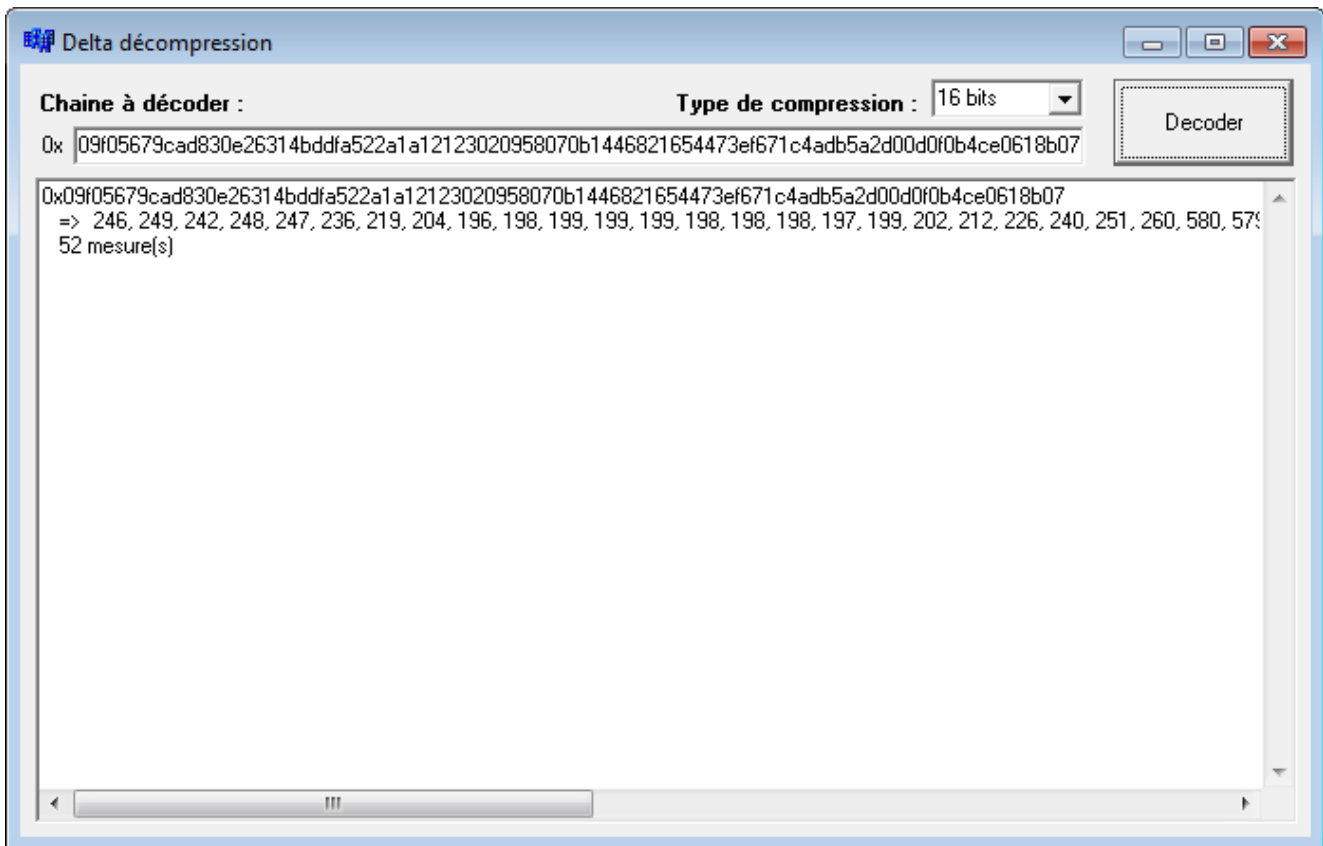 Delta décompression
Chaine à décoder :
Type de compression : 16 bits
Decoder
0x 09f05679cad830e26314bddfa522a1a12123020958070b1446821654473ef671c4adb5a2d00d0f0b4ce0618b07
0x09f05679cad830e26314bddfa522a1a12123020958070b1446821654473ef671c4adb5a2d00d0f0b4ce0618b07
=> 246, 249, 242, 248, 247, 236, 219, 204, 196, 198, 199, 199, 199, 198, 198, 198, 197, 199, 202, 212, 226, 240, 251, 260, 580, 579
52 mesure(s)